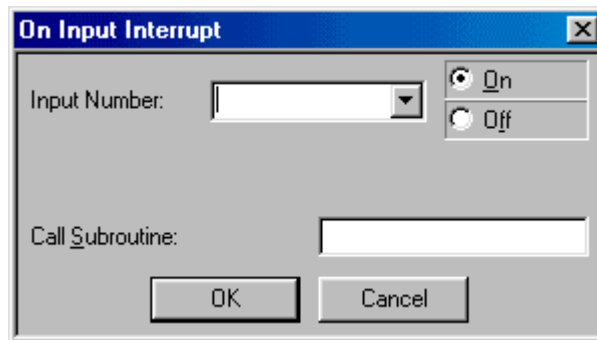 On Input Interrupt
Input Number:
On
Off
Call Subroutine:
OK
Cancel